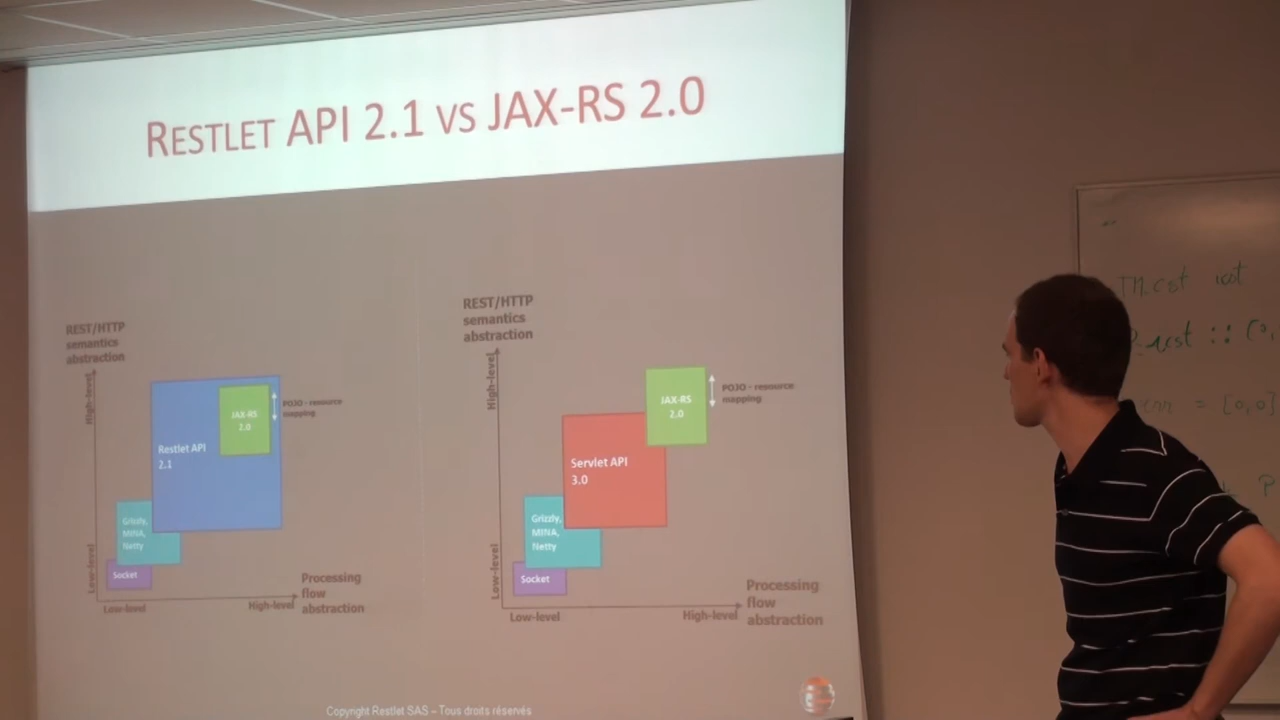 RESTLET API 2.1 VS JAX-RS 2.0
REST/HTTP
semantics
abstraction
High-level
Low-level
Restlet API
2.1
JAX-RS
2.0
POJO - resource
mapping
Grizzly,
MINA,
Netty
Socket
Low-level
High-level
Processing
flow
abstraction
REST/HTTP
semantics
abstraction
High-level
Low-level
JAX-RS
2.0
POJO - resource
mapping
Servlet API
3.0
Grizzly,
MINA,
Netty
Socket
Low-level
High-level
Processing
flow
abstraction
Copyright Restlet SAS – Tous droits réservés